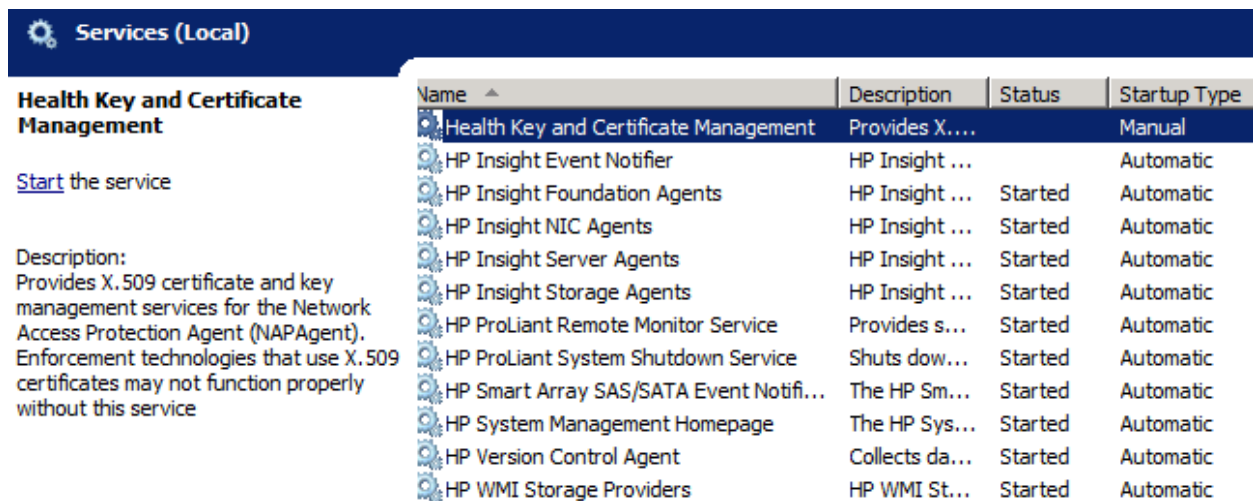 Services (Local)
Health Key and Certificate
Management
Start the service
Description:
Provides X.509 certificate and key
management services for the Network
Access Protection Agent (NAPAgent).
Enforcement technologies that use X.509
certificates may not function properly
without this service
Name Description Status Startup Type
Health Key and Certificate Management Provides X.... Manual
HP Insight Event Notifier HP Insight ... Automatic
HP Insight Foundation Agents HP Insight ... Started Automatic
HP Insight NIC Agents HP Insight ... Started Automatic
HP Insight Server Agents HP Insight ... Started Automatic
HP Insight Storage Agents HP Insight ... Started Automatic
HP ProLiant Remote Monitor Service Provides s... Started Automatic
HP ProLiant System Shutdown Service Shuts dow... Started Automatic
HP Smart Array SAS/SATA Event Notifi... The HP Sm... Started Automatic
HP System Management Homepage The HP Sys... Started Automatic
HP Version Control Agent Collects da... Started Automatic
HP WMI Storage Providers HP WMI St... Started Automatic